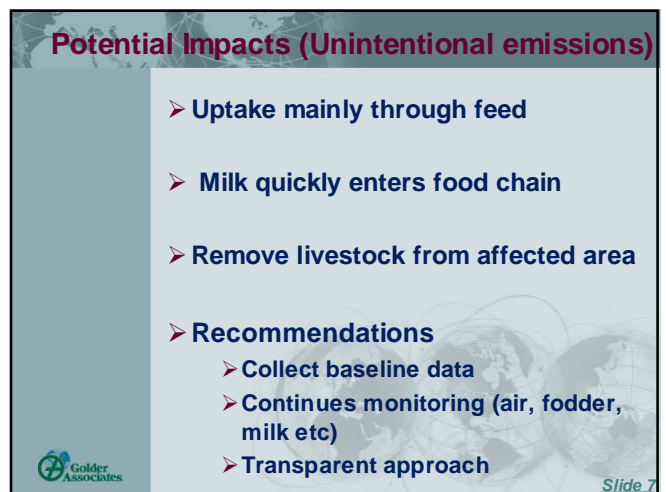 Potential Impacts (Unintentional emissions)
➢ Uptake mainly through feed
➢ Milk quickly enters food chain
➢ Remove livestock from affected area
➢ Recommendations
➢ Collect baseline data
➢ Continues monitoring (air, fodder,
milk etc)
➢ Transparent approach
Golder
Associates
Slide 7